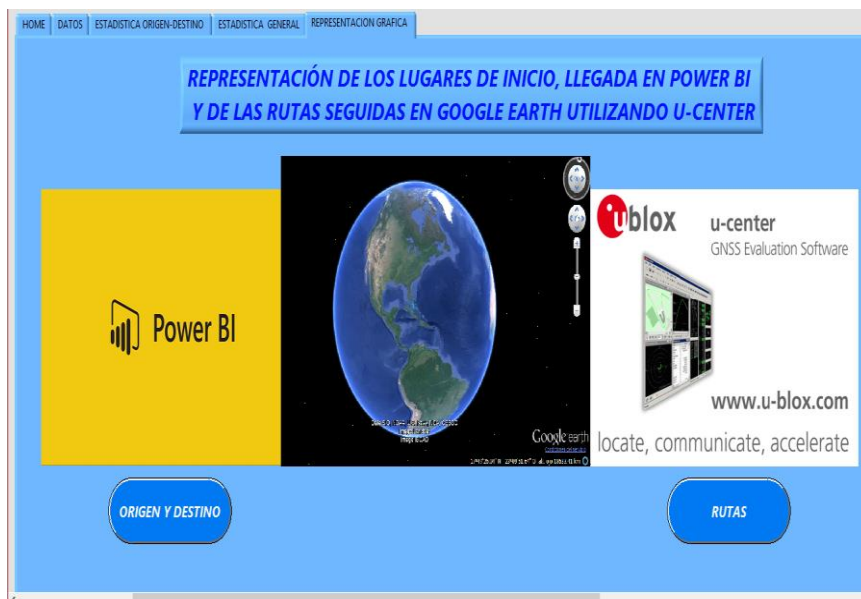 HOME DATOS ESTADISTICA ORIGEN-DESTINO ESTADISTICA GENERAL REPRESENTACION GRAFICA
REPRESENTACIÓN DE LOS LUGARES DE INICIO, LLEGADA EN POWER BI
Y DE LAS RUTAS SEGUIDAS EN GOOGLE EARTH UTILIZANDO U-CENTER
Power BI
Google earth
ublox
u-center
GNSS Evaluation Software
www.u-blox.com
locate, communicate, accelerate
ORIGEN Y DESTINO
RUTAS